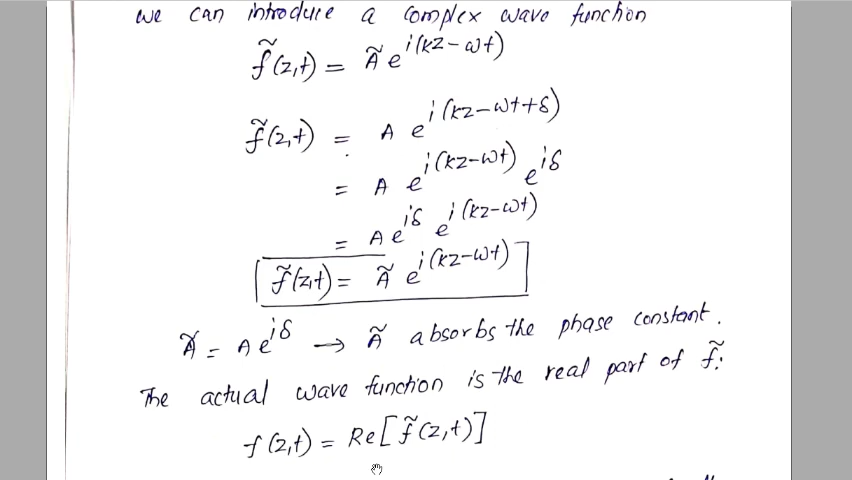 we can introduce a complex wave function
f̃(z,t) = Ã e^{i(kz-ωt)}
f̃(z,t) = A e^{i(kz-ωt+δ)}
= A e^{i(kz-ωt)} e^{iδ}
= A e^{iδ} e^{i(kz-ωt)}
f̃(z,t) = Ã e^{i(kz-ωt)}
Ã = A e^{iδ} → Ã absorbs the phase constant.
The actual wave function is the real part of f̃:
f(z,t) = Re[f̃(z,t)]